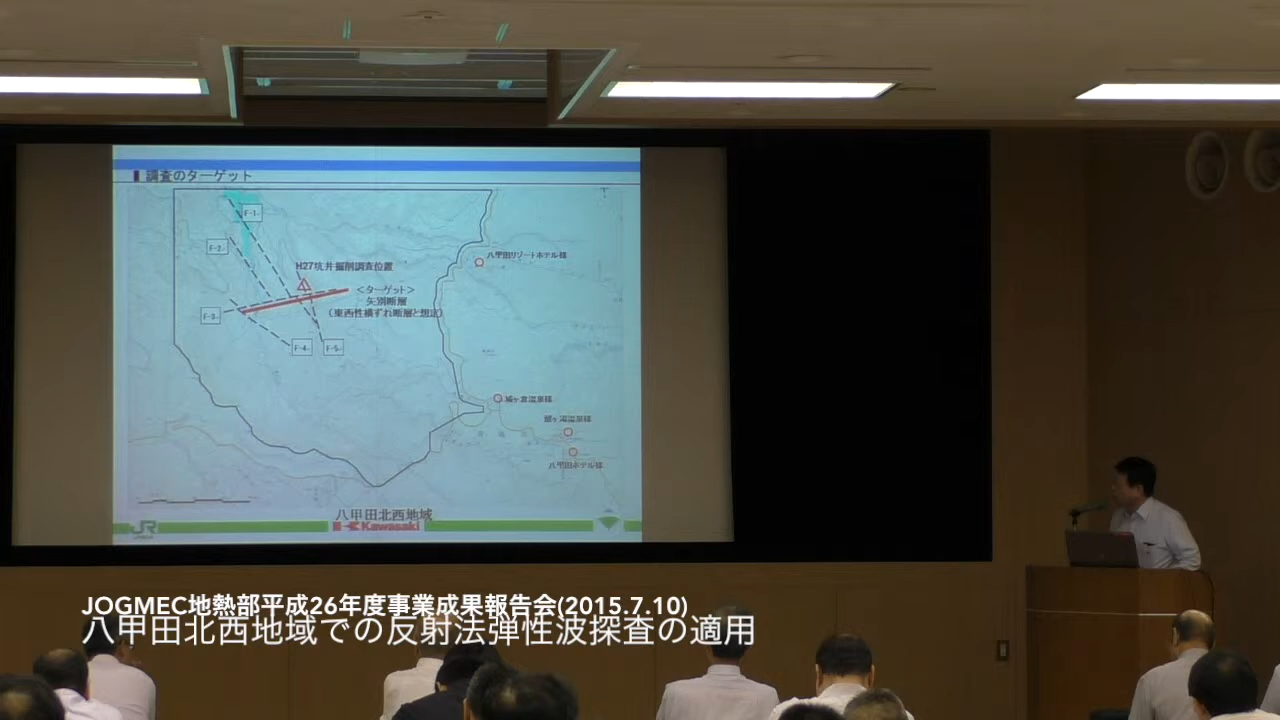 調査のターゲット
F-1
F-2
H27坑井掘削調査位置
八甲田リゾートホテル様
<ターゲット>
矢別断層
(東西性横ずれ断層と想定)
F-3
F-4
F-5
城ヶ倉温泉様
酸ヶ湯温泉様
八甲田ホテル様
八甲田北西地域
JR
Kawasaki
JOGMEC地熱部平成26年度事業成果報告会(2015.7.10)
八甲田北西地域での反射法弾性波探査の適用